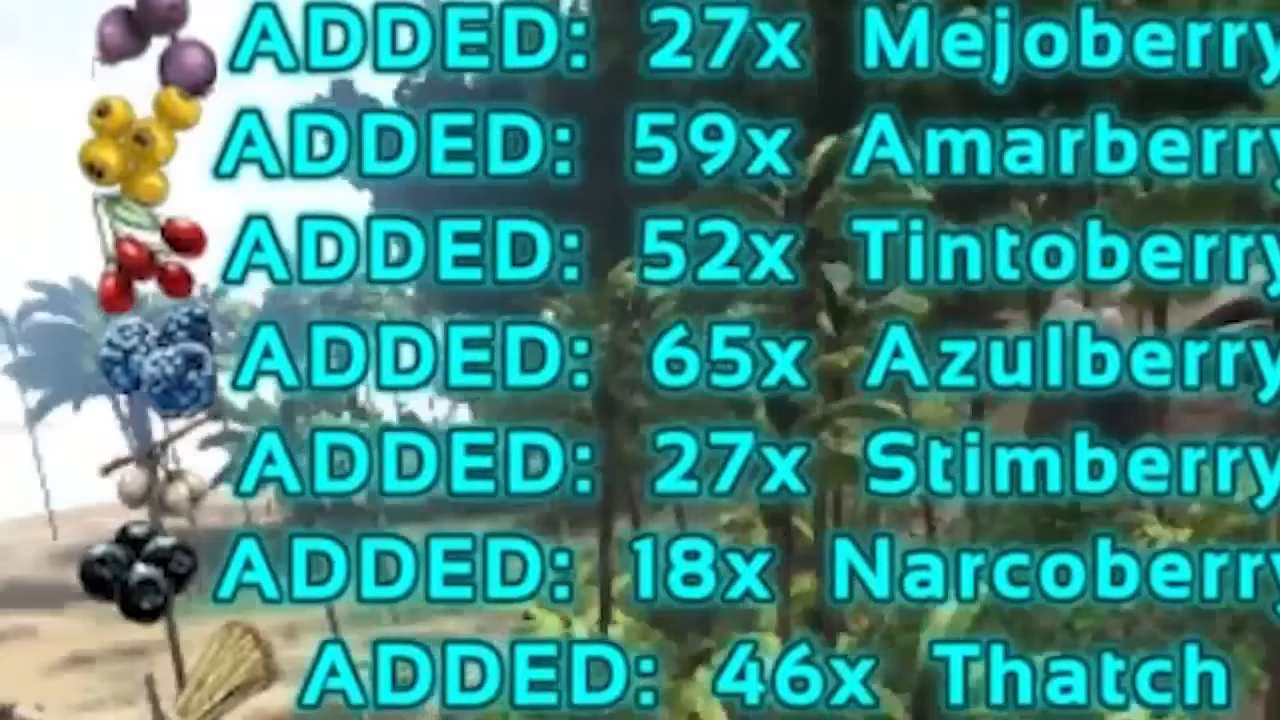 ADDED: 27x Mejoberry
ADDED: 59x Amarberry
ADDED: 52x Tintoberry
ADDED: 65x Azulberry
ADDED: 27x Stimberry
ADDED: 18x Narcoberry
ADDED: 46x Thatch